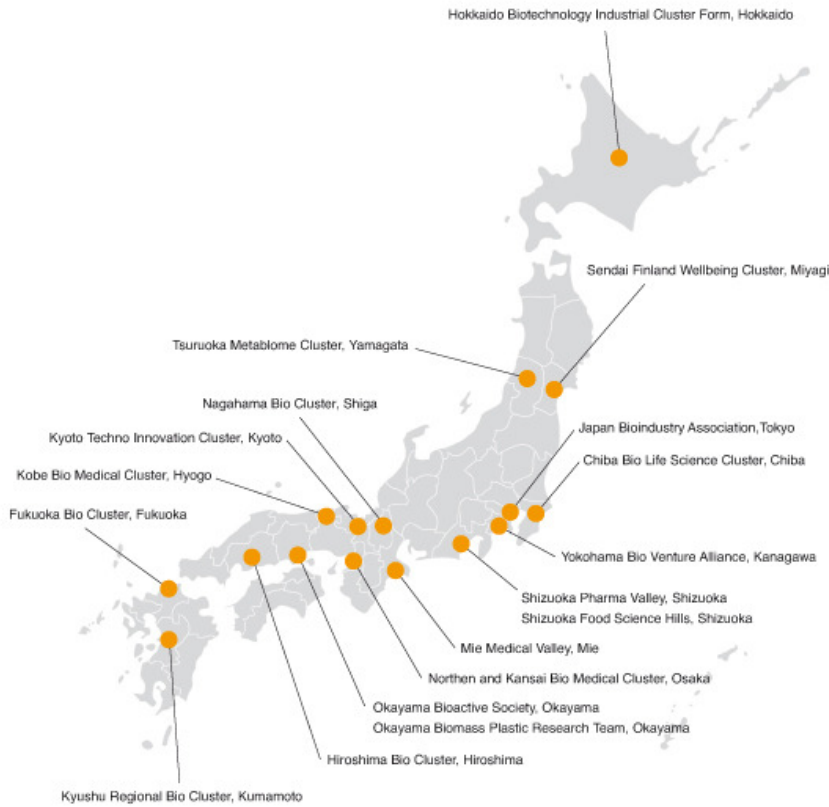 Hokkaido Biotechnology Industrial Cluster Form, Hokkaido
Sendai Finland Wellbeing Cluster, Miyagi
Tsuruoka Metablome Cluster, Yamagata
Nagahama Bio Cluster, Shiga
Japan Bioindustry Association,Tokyo
Kyoto Techno Innovation Cluster, Kyoto
Chiba Bio Life Science Cluster, Chiba
Kobe Bio Medical Cluster, Hyogo
Fukuoka Bio Cluster, Fukuoka
Yokohama Bio Venture Alliance, Kanagawa
Shizuoka Pharma Valley, Shizuoka
Shizuoka Food Science Hills, Shizuoka
Mie Medical Valley, Mie
Northen and Kansai Bio Medical Cluster, Osaka
Okayama Bioactive Society, Okayama
Okayama Biomass Plastic Research Team, Okayama
Hiroshima Bio Cluster, Hiroshima
Kyushu Regional Bio Cluster, Kumamoto